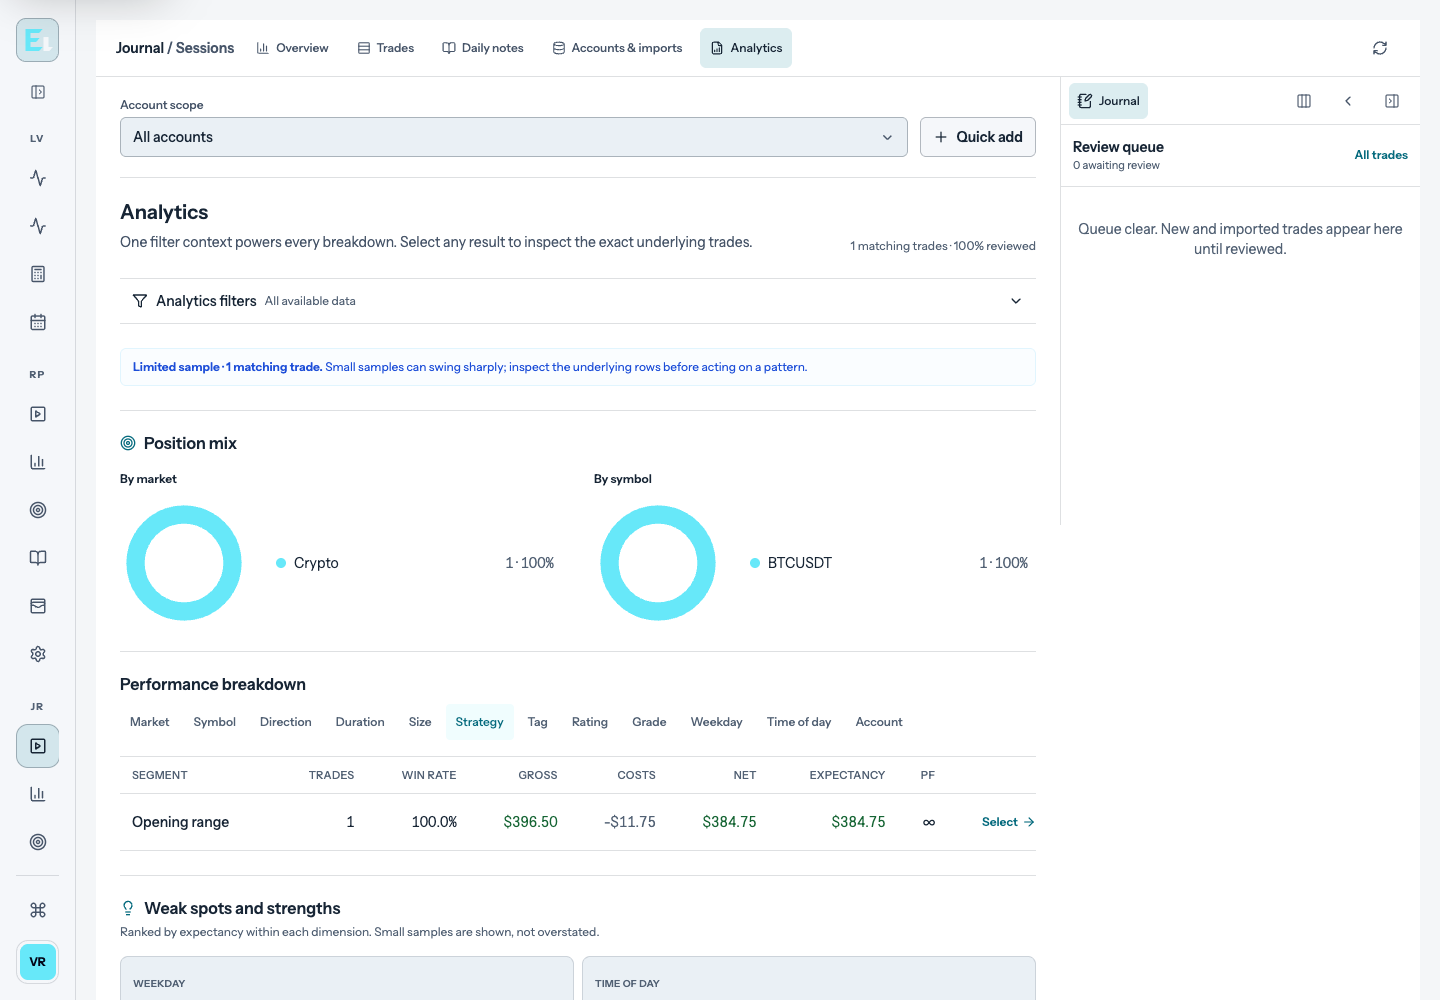 EL
LV
RP
JR
VR
Journal / Sessions
Overview
Trades
Daily notes
Accounts & imports
Analytics
Account scope
All accounts
Quick add
Analytics
One filter context powers every breakdown. Select any result to inspect the exact underlying trades.
1 matching trades · 100% reviewed
Analytics filters All available data
Limited sample · 1 matching trade. Small samples can swing sharply; inspect the underlying rows before acting on a pattern.
Position mix
By market
Crypto 1 · 100%
By symbol
BTCUSDT 1 · 100%
Performance breakdown
Market Symbol Direction Duration Size Strategy Tag Rating Grade Weekday Time of day Account
SEGMENT TRADES WIN RATE GROSS COSTS NET EXPECTANCY PF
Opening range 1 100.0% $396.50 -$11.75 $384.75 $384.75 ∞ Select →
Weak spots and strengths
Ranked by expectancy within each dimension. Small samples are shown, not overstated.
WEEKDAY
TIME OF DAY
Journal
Review queue
0 awaiting review
All trades
Queue clear. New and imported trades appear here
until reviewed.